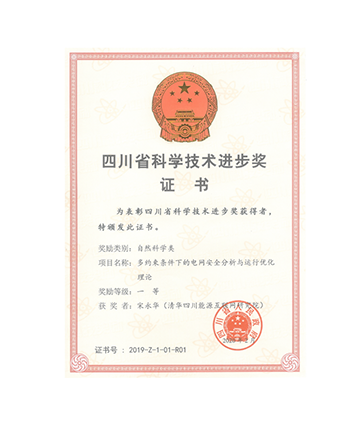 四川省科学技术进步奖
证 书
为表彰四川省科学技术进步奖获得者，
特颁发此证书。
奖励类别：自然科学类
项目名称：多约束条件下的电网安全分析与运行优化
理论
奖励等级：一 等
获 奖 者：宋永华（清华四川能源互联网研究院）
证书号：2019-Z-1-01-R01